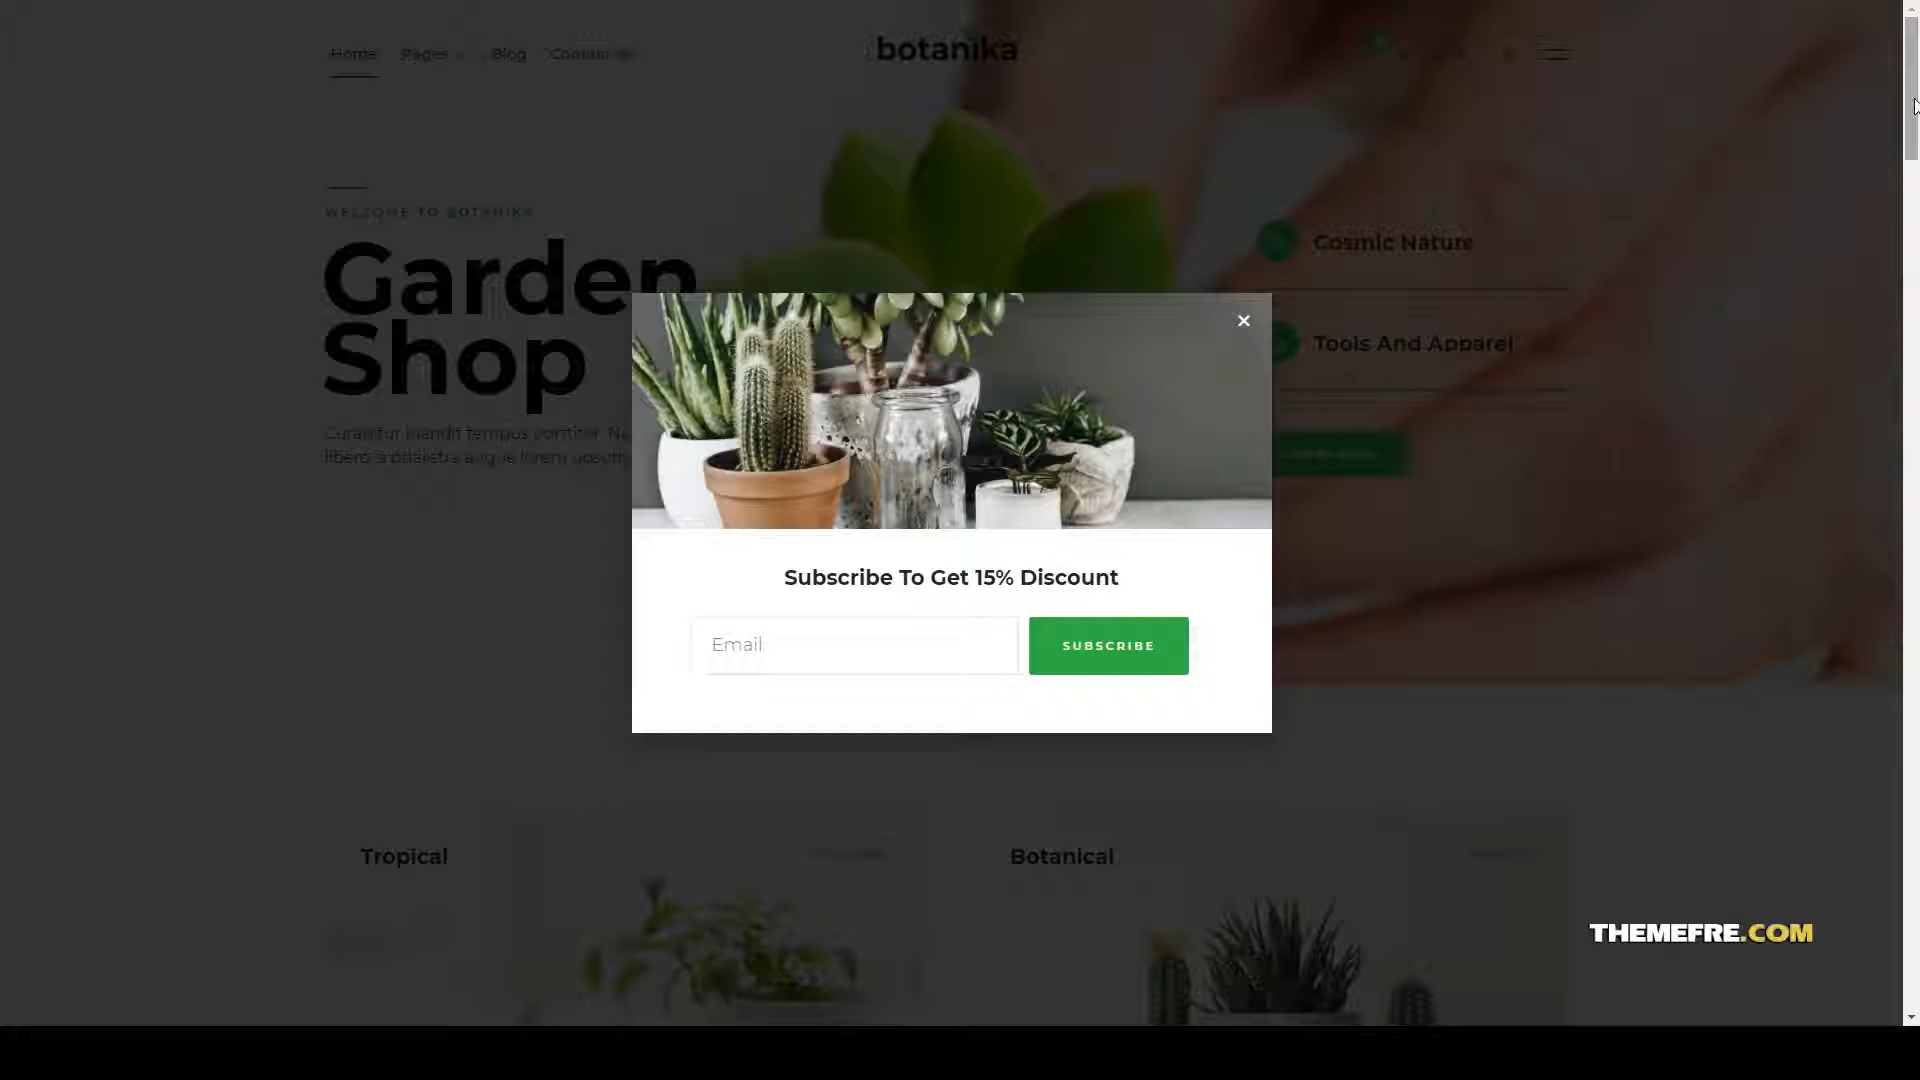 Home Pages Blog
botanika
WELCOME TO BOTANIKA
Garden
Shop
Cosmic Nature
Tools And Apparel
Subscribe To Get 15% Discount
Email
SUBSCRIBE
Tropical
Botanical
THEMEFRE.COM